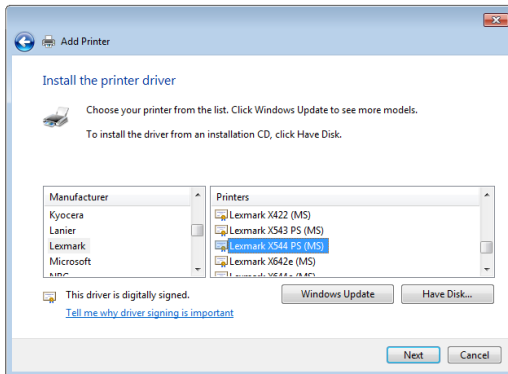 Add Printer
Install the printer driver
Choose your printer from the list. Click Windows Update to see more models.
To install the driver from an installation CD, click Have Disk.
Manufacturer
Kyocera
Lanier
Lexmark
Microsoft
Printers
Lexmark X422 (MS)
Lexmark X543 PS (MS)
Lexmark X544 PS (MS)
Lexmark X642e (MS)
This driver is digitally signed.
Tell me why driver signing is important
Windows Update
Have Disk...
Next
Cancel